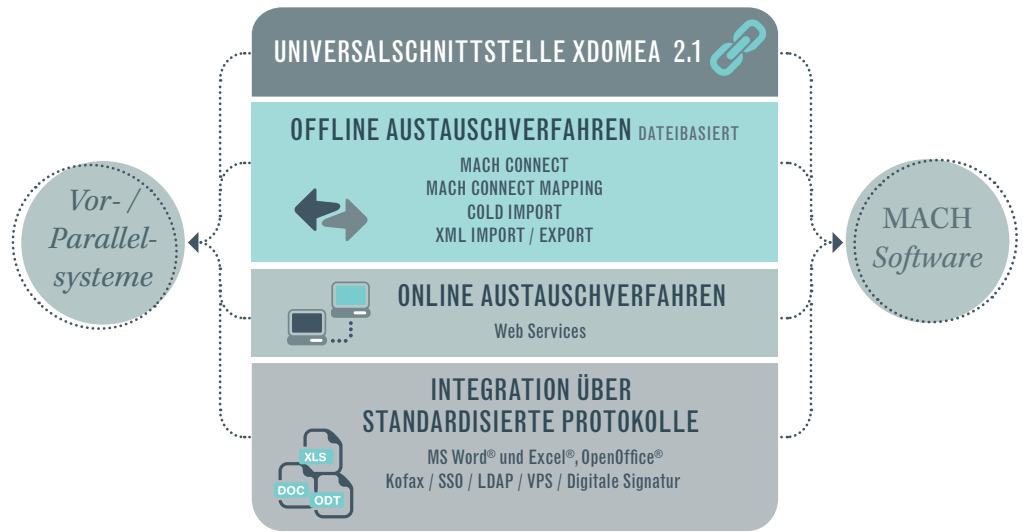 UNIVERSALSCHNITTSTELLE XDOMEA 2.1
OFFLINE AUSTAUSCHVERFAHREN DATEIBASIERT
MACH CONNECT
MACH CONNECT MAPPING
COLD IMPORT
XML IMPORT / EXPORT
Vor- /
Parallel-
systeme
MACH
Software
ONLINE AUSTAUSCHVERFAHREN
Web Services
INTEGRATION ÜBER
STANDARDISIERTE PROTOKOLLE
MS Word® und Excel®, OpenOffice®
Kofax / SSO / LDAP / VPS / Digitale Signatur
XLS
DOC
ODT